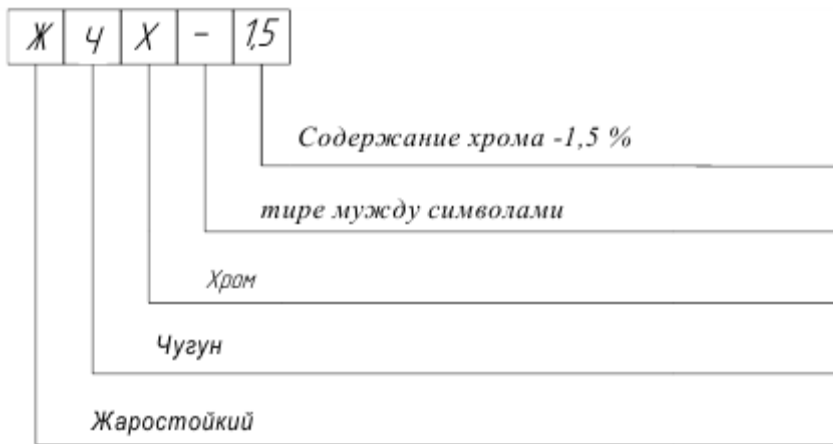 Ж Ч Х - 1,5
Содержание хрома -1,5 %
тире мужду символами
Хром
Чугун
Жаростойкий